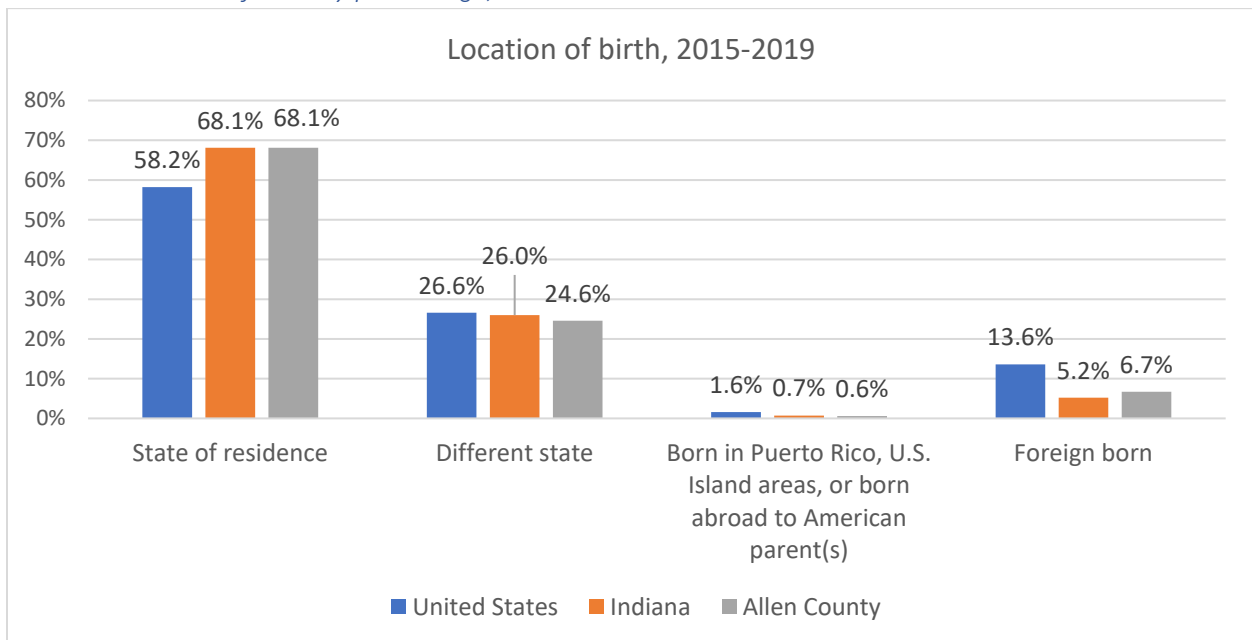 Location of birth, 2015-2019
80%
70%
60%
50%
40%
30%
20%
10%
0%
58.2%
68.1%
68.1%
26.6%
26.0%
24.6%
1.6%
0.7%
0.6%
13.6%
5.2%
6.7%
State of residence
Different state
Born in Puerto Rico, U.S.
Island areas, or born
abroad to American
parent(s)
Foreign born
United States
Indiana
Allen County